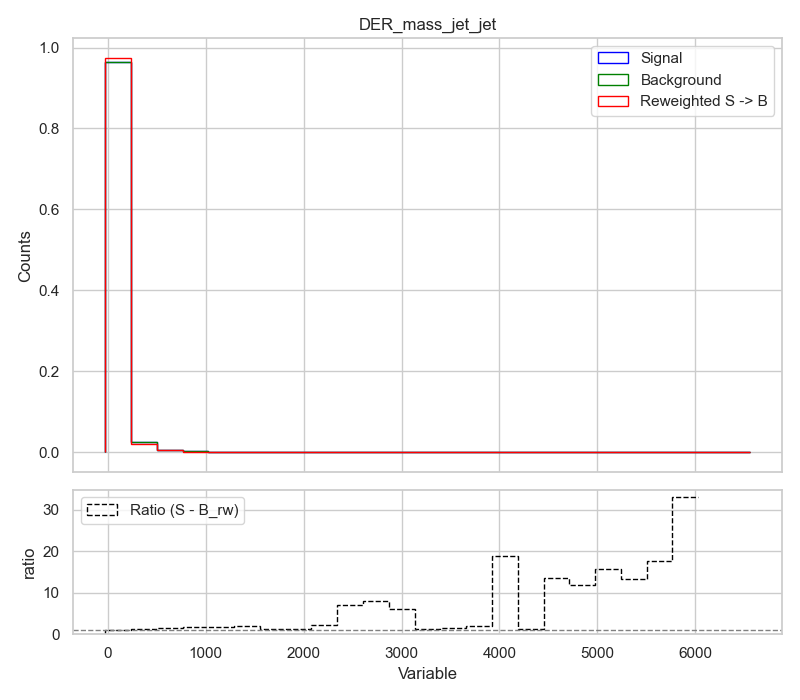 DER_mass_jet_jet
1.0
0.8
0.6
0.4
0.2
0.0
Counts
Signal
Background
Reweighted S -> B
30
20
10
0
ratio
Ratio (S - B_rw)
0 1000 2000 3000 4000 5000 6000
Variable